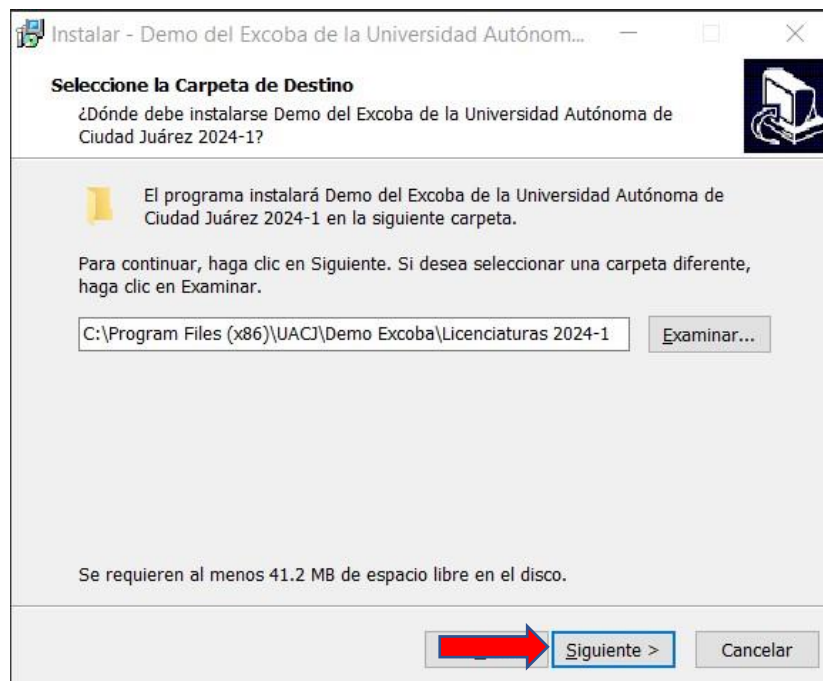 Instalar - Demo del Excoba de la Universidad Autónom...
Seleccione la Carpeta de Destino
¿Dónde debe instalarse Demo del Excoba de la Universidad Autónoma de
Ciudad Juárez 2024-1?
El programa instalará Demo del Excoba de la Universidad Autónoma de
Ciudad Juárez 2024-1 en la siguiente carpeta.
Para continuar, haga clic en Siguiente. Si desea seleccionar una carpeta diferente,
haga clic en Examinar.
C:\Program Files (x86)\UACJ\Demo Excoba\Licenciaturas 2024-1
Examinar...
Se requieren al menos 41.2 MB de espacio libre en el disco.
Siguiente >
Cancelar